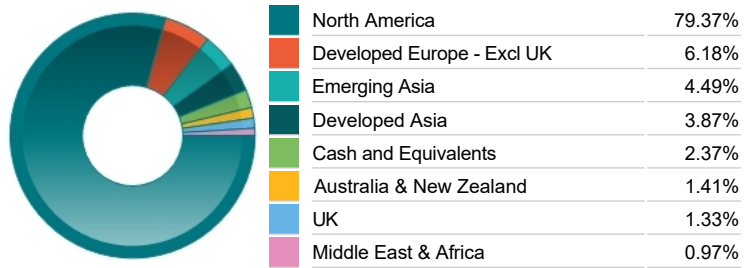 North America 79.37%
Developed Europe - Excl UK 6.18%
Emerging Asia 4.49%
Developed Asia 3.87%
Cash and Equivalents 2.37%
Australia & New Zealand 1.41%
UK 1.33%
Middle East & Africa 0.97%